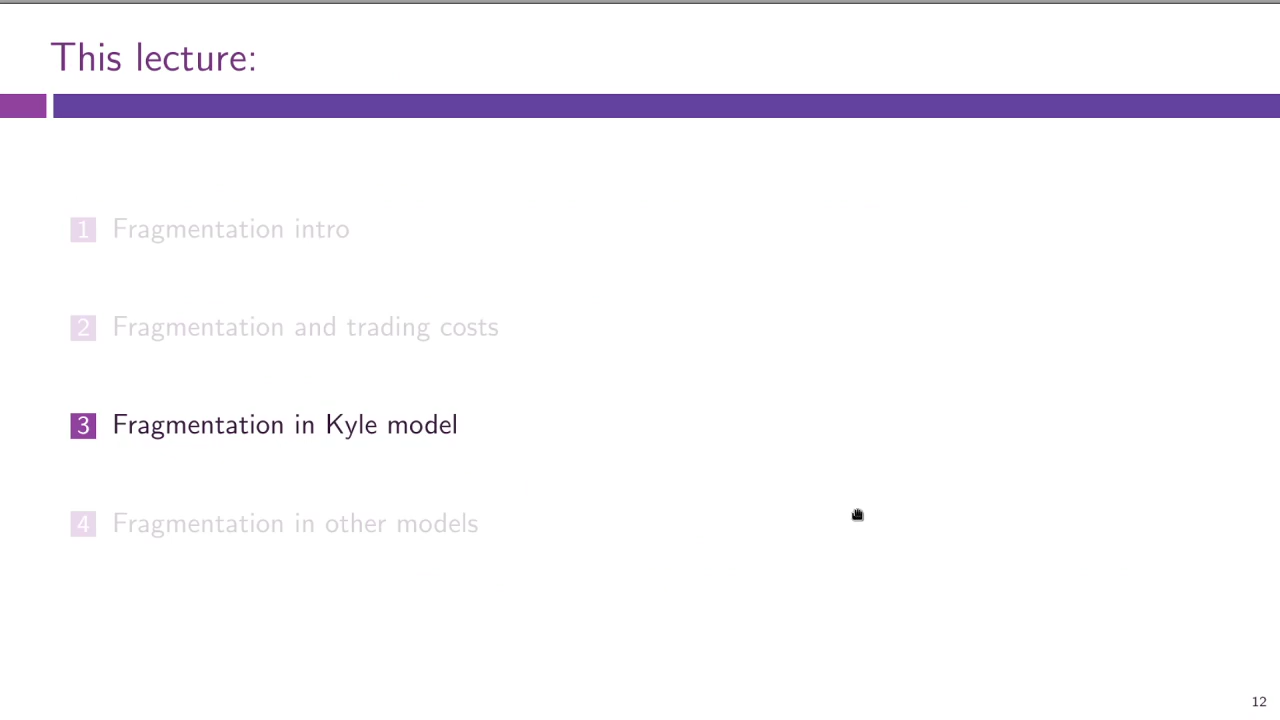 This lecture:
1 Fragmentation intro
2 Fragmentation and trading costs
3 Fragmentation in Kyle model
4 Fragmentation in other models
12